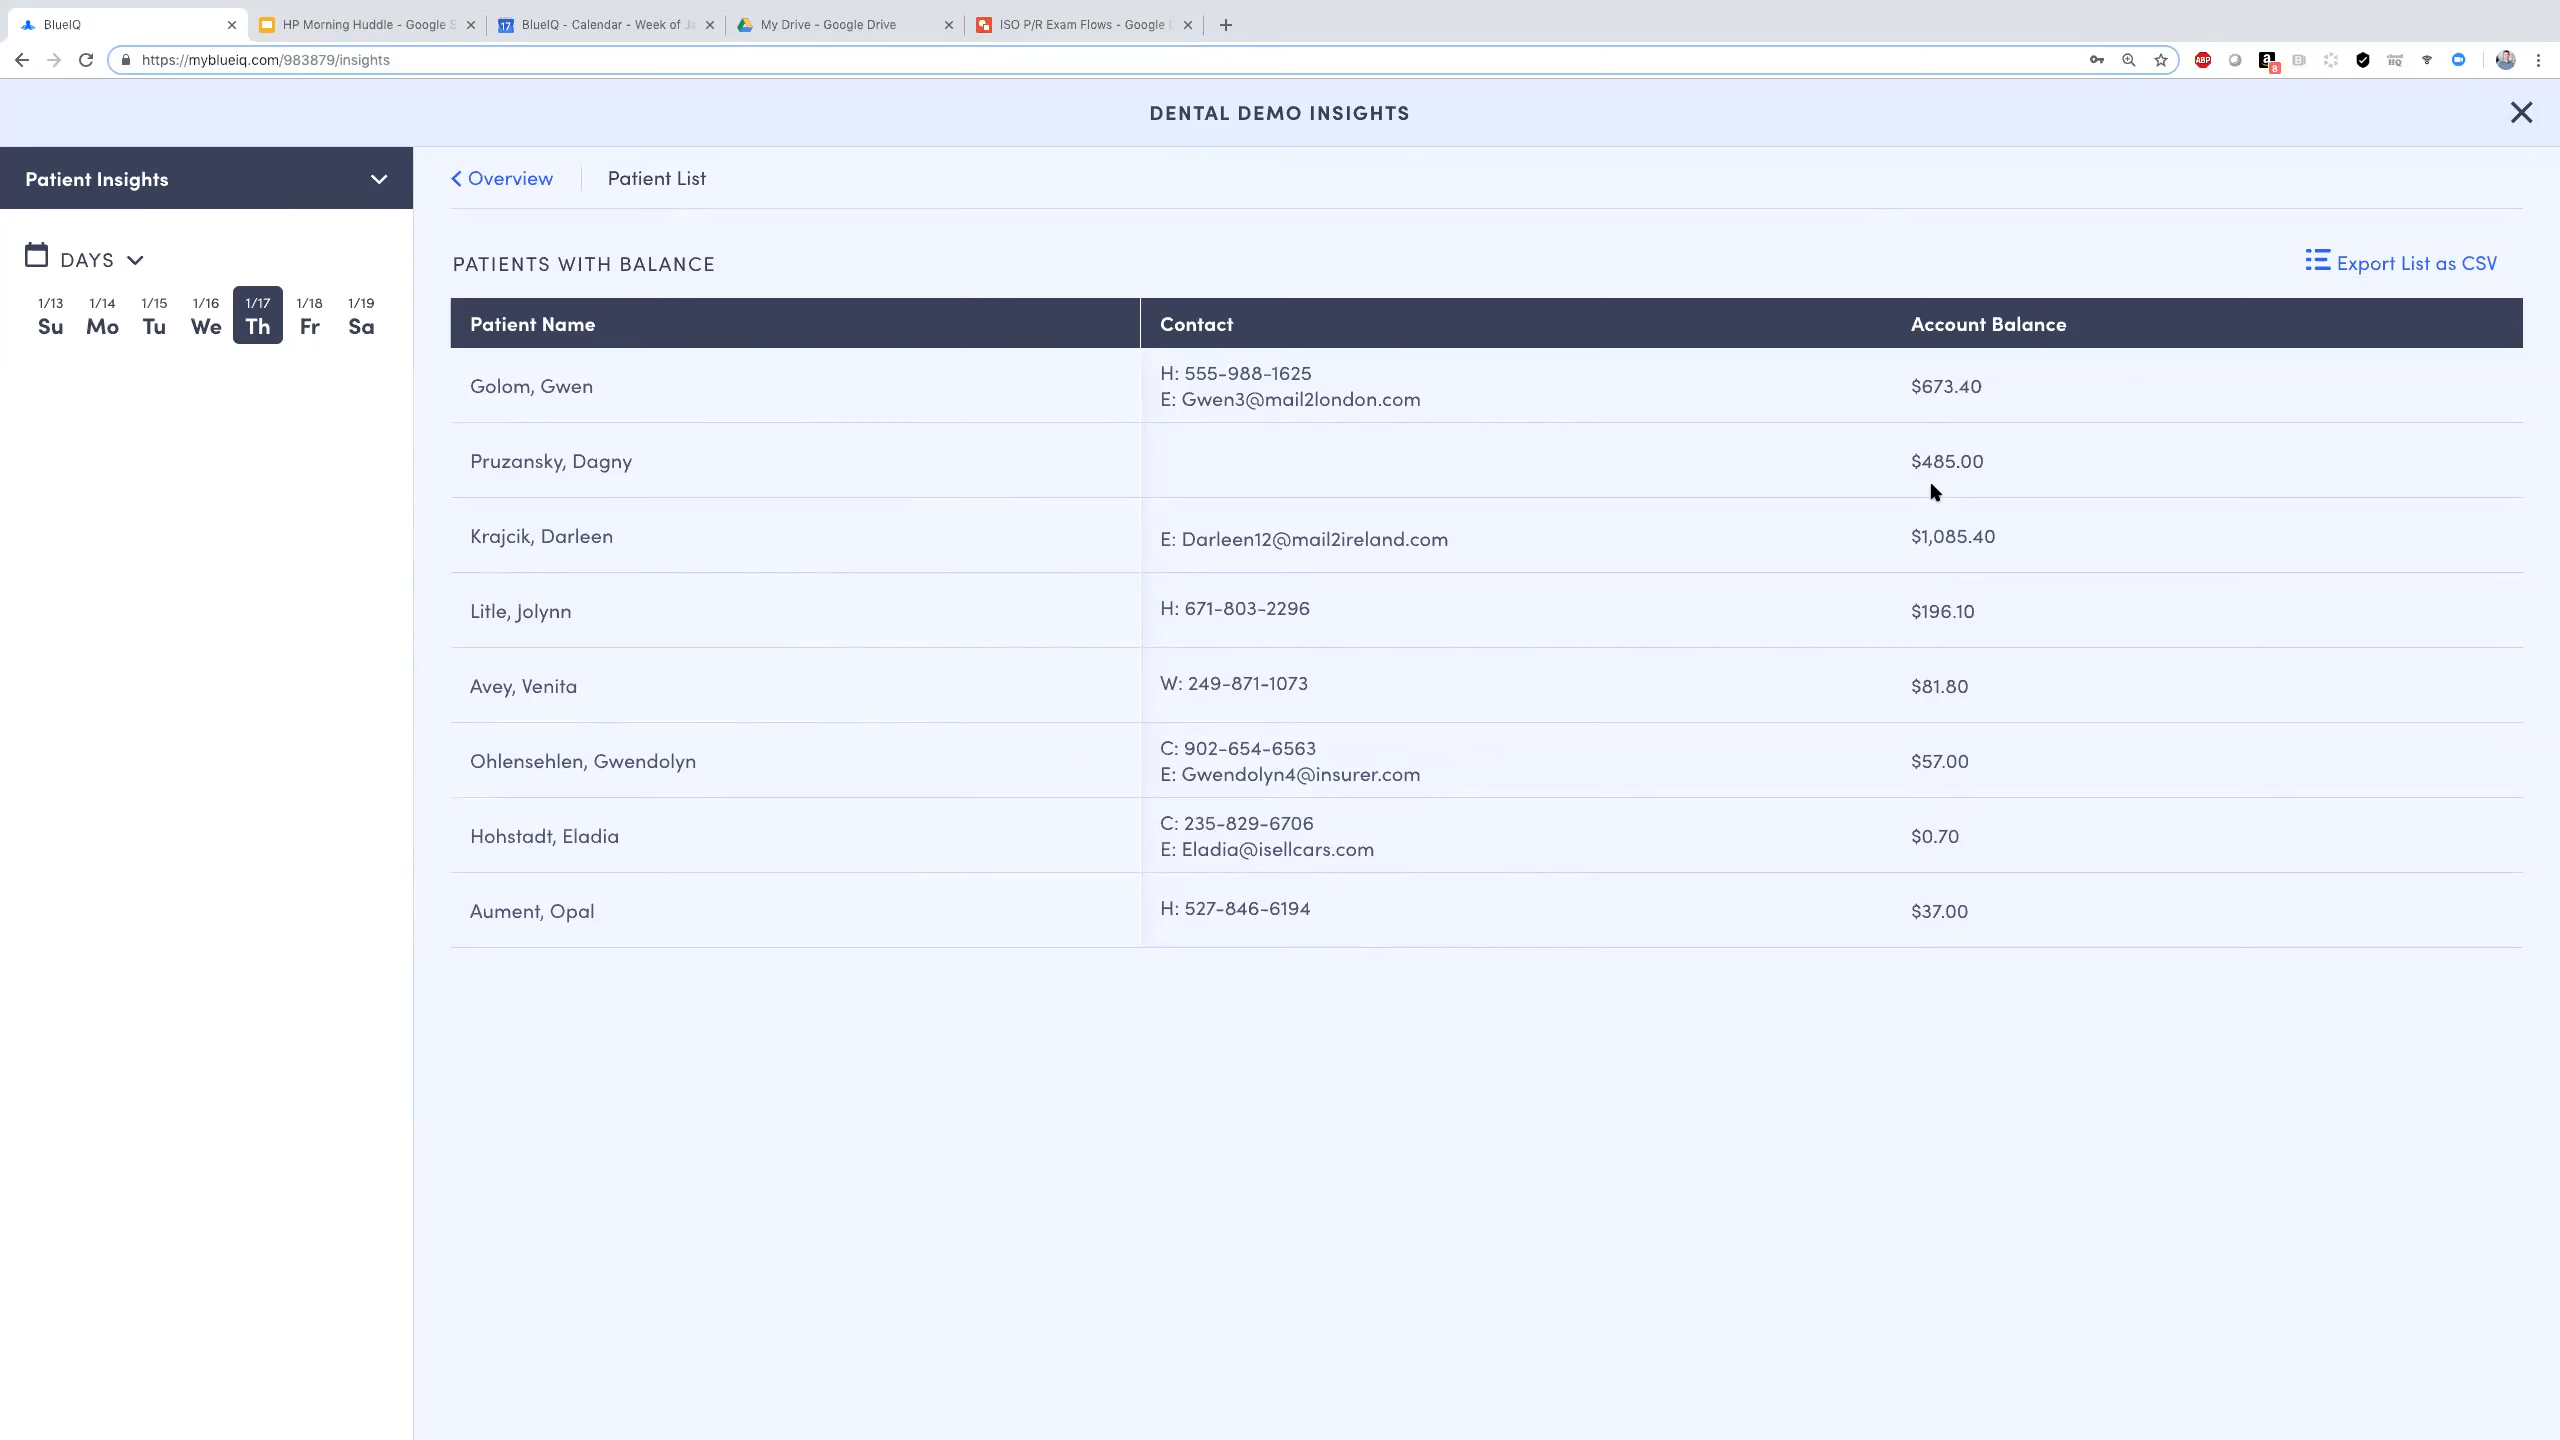 BlueIQ
HP Morning Huddle - Google S
BlueIQ - Calendar - Week of Ja
My Drive - Google Drive
ISO P/R Exam Flows - Google D
https://myblueiq.com/983879/insights
DENTAL DEMO INSIGHTS
Patient Insights
Overview
Patient List
DAYS
1/13 1/14 1/15 1/16 1/17 1/18 1/19
Su Mo Tu We Th Fr Sa
PATIENTS WITH BALANCE
Export List as CSV
Patient Name Contact Account Balance
Golom, Gwen
H: 555-988-1625
E: Gwen3@mail2london.com
$673.40
Pruzansky, Dagny
$485.00
Krajcik, Darleen
E: Darleen12@mail2ireland.com
$1,085.40
Litle, Jolynn
H: 671-803-2296
$196.10
Avey, Venita
W: 249-871-1073
$81.80
Ohlensehlen, Gwendolyn
C: 902-654-6563
E: Gwendolyn4@insurer.com
$57.00
Hohstadt, Eladia
C: 235-829-6706
E: Eladia@isellcars.com
$0.70
Aument, Opal
H: 527-846-6194
$37.00